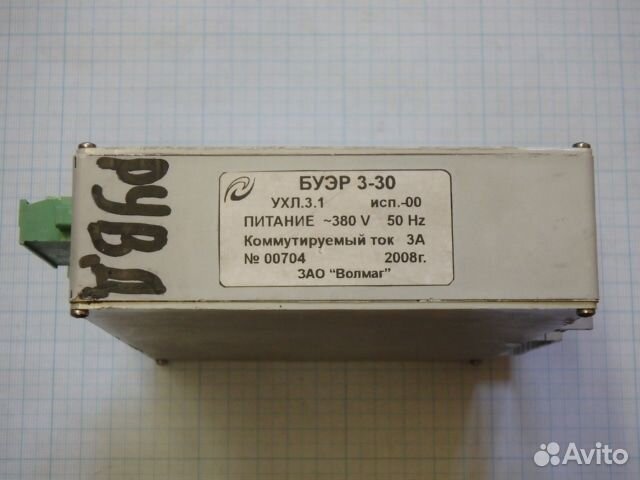 РУВД
БУЭР 3-30
УХЛ.3.1 исп.-00
ПИТАНИЕ ~380 V 50 Hz
Коммутируемый ток 3А
№ 00704 2008г.
ЗАО "Волмаг"
Avito